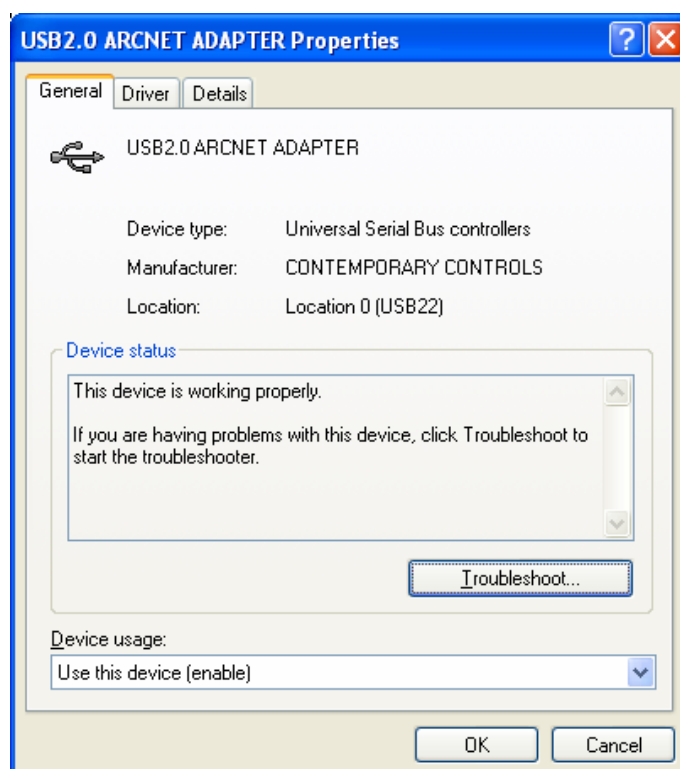 USB2.0 ARCNET ADAPTER Properties
General Driver Details
USB2.0 ARCNET ADAPTER
Device type: Universal Serial Bus controllers
Manufacturer: CONTEMPORARY CONTROLS
Location: Location 0 (USB22)
Device status
This device is working properly.
If you are having problems with this device, click Troubleshoot to
start the troubleshooter.
Troubleshoot...
Device usage:
Use this device (enable)
OK Cancel